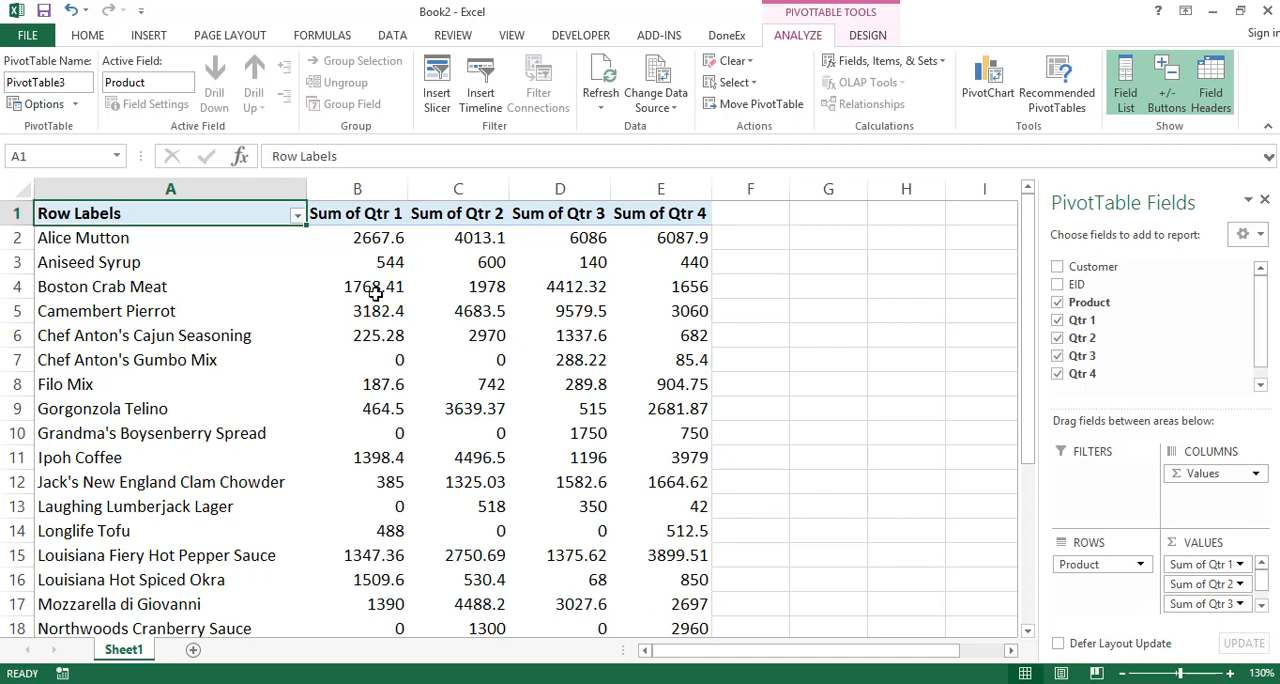 Book2 - Excel
PIVOTTABLE TOOLS
?
FILE HOME INSERT PAGE LAYOUT FORMULAS DATA REVIEW VIEW DEVELOPER ADD-INS DoneEx ANALYZE DESIGN Sign in
PivotTable Name:
PivotTable3
Options
PivotTable
Active Field:
Product
Field Settings
Drill Down
Drill Up
Active Field
Group Selection
Ungroup
Group Field
Group
Insert Slicer
Insert Timeline
Filter Connections
Filter
Refresh
Change Data Source
Data
Clear
Select
Move PivotTable
Actions
Fields, Items, & Sets
OLAP Tools
Relationships
Calculations
PivotChart
Recommended PivotTables
Tools
Field List
+/- Buttons
Field Headers
Show
A1 fx Row Labels
A B C D E F G H I
1 Row Labels Sum of Qtr 1 Sum of Qtr 2 Sum of Qtr 3 Sum of Qtr 4
2 Alice Mutton 2667.6 4013.1 6086 6087.9
3 Aniseed Syrup 544 600 140 440
4 Boston Crab Meat 1768.41 1978 4412.32 1656
5 Camembert Pierrot 3182.4 4683.5 9579.5 3060
6 Chef Anton's Cajun Seasoning 225.28 2970 1337.6 682
7 Chef Anton's Gumbo Mix 0 0 288.22 85.4
8 Filo Mix 187.6 742 289.8 904.75
9 Gorgonzola Telino 464.5 3639.37 515 2681.87
10 Grandma's Boysenberry Spread 0 0 1750 750
11 Ipoh Coffee 1398.4 4496.5 1196 3979
12 Jack's New England Clam Chowder 385 1325.03 1582.6 1664.62
13 Laughing Lumberjack Lager 0 518 350 42
14 Longlife Tofu 488 0 0 512.5
15 Louisiana Fiery Hot Pepper Sauce 1347.36 2750.69 1375.62 3899.51
16 Louisiana Hot Spiced Okra 1509.6 530.4 68 850
17 Mozzarella di Giovanni 1390 4488.2 3027.6 2697
18 Northwoods Cranberry Sauce 0 1300 0 2960
Sheet1
READY
130%
PivotTable Fields
Choose fields to add to report:
Customer
EID
Product
Qtr 1
Qtr 2
Qtr 3
Qtr 4
Drag fields between areas below:
FILTERS
COLUMNS
Σ Values
ROWS
Product
Σ VALUES
Sum of Qtr 1
Sum of Qtr 2
Sum of Qtr 3
Defer Layout Update
UPDATE